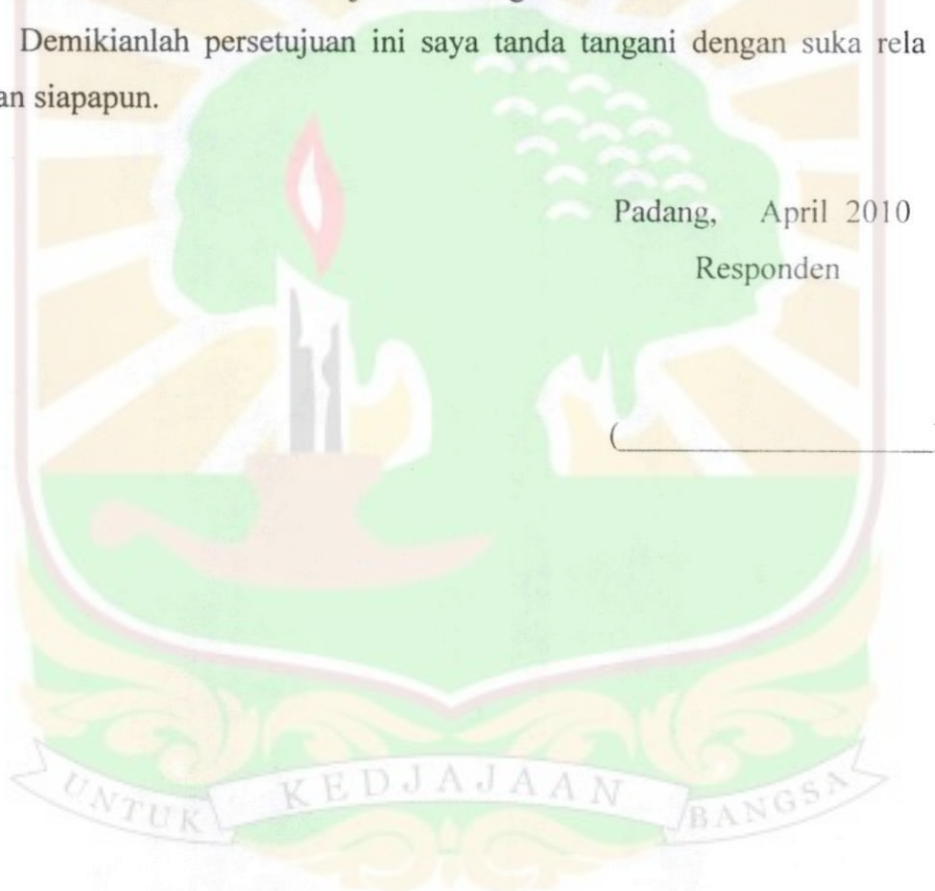 Demikianlah persetujuan ini saya tanda tangani dengan suka rela
an siapapun.
Padang, April 2010
Responden
(
UNTUK KEDJAJAAN BANGSA